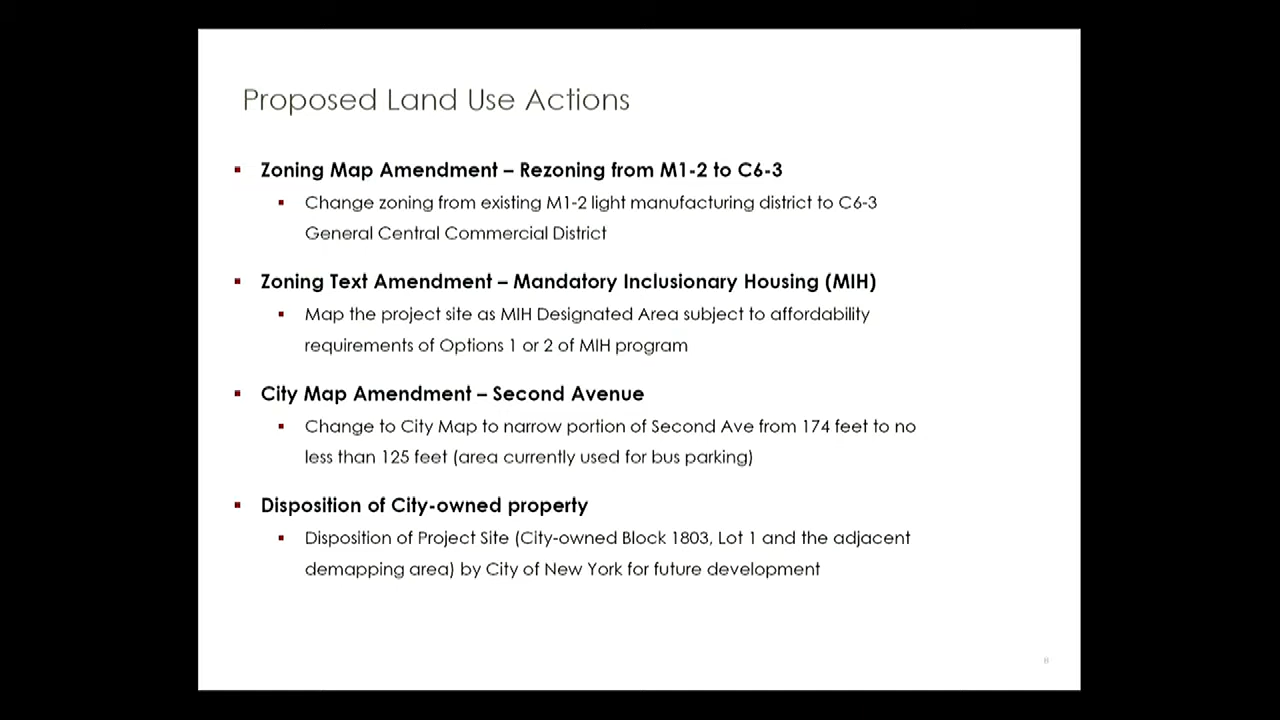 Proposed Land Use Actions
▪ Zoning Map Amendment – Rezoning from M1-2 to C6-3
▪ Change zoning from existing M1-2 light manufacturing district to C6-3
General Central Commercial District
▪ Zoning Text Amendment – Mandatory Inclusionary Housing (MIH)
▪ Map the project site as MIH Designated Area subject to affordability
requirements of Options 1 or 2 of MIH program
▪ City Map Amendment – Second Avenue
▪ Change to City Map to narrow portion of Second Ave from 174 feet to no
less than 125 feet (area currently used for bus parking)
▪ Disposition of City-owned property
▪ Disposition of Project Site (City-owned Block 1803, Lot 1 and the adjacent
demapping area) by City of New York for future development
8